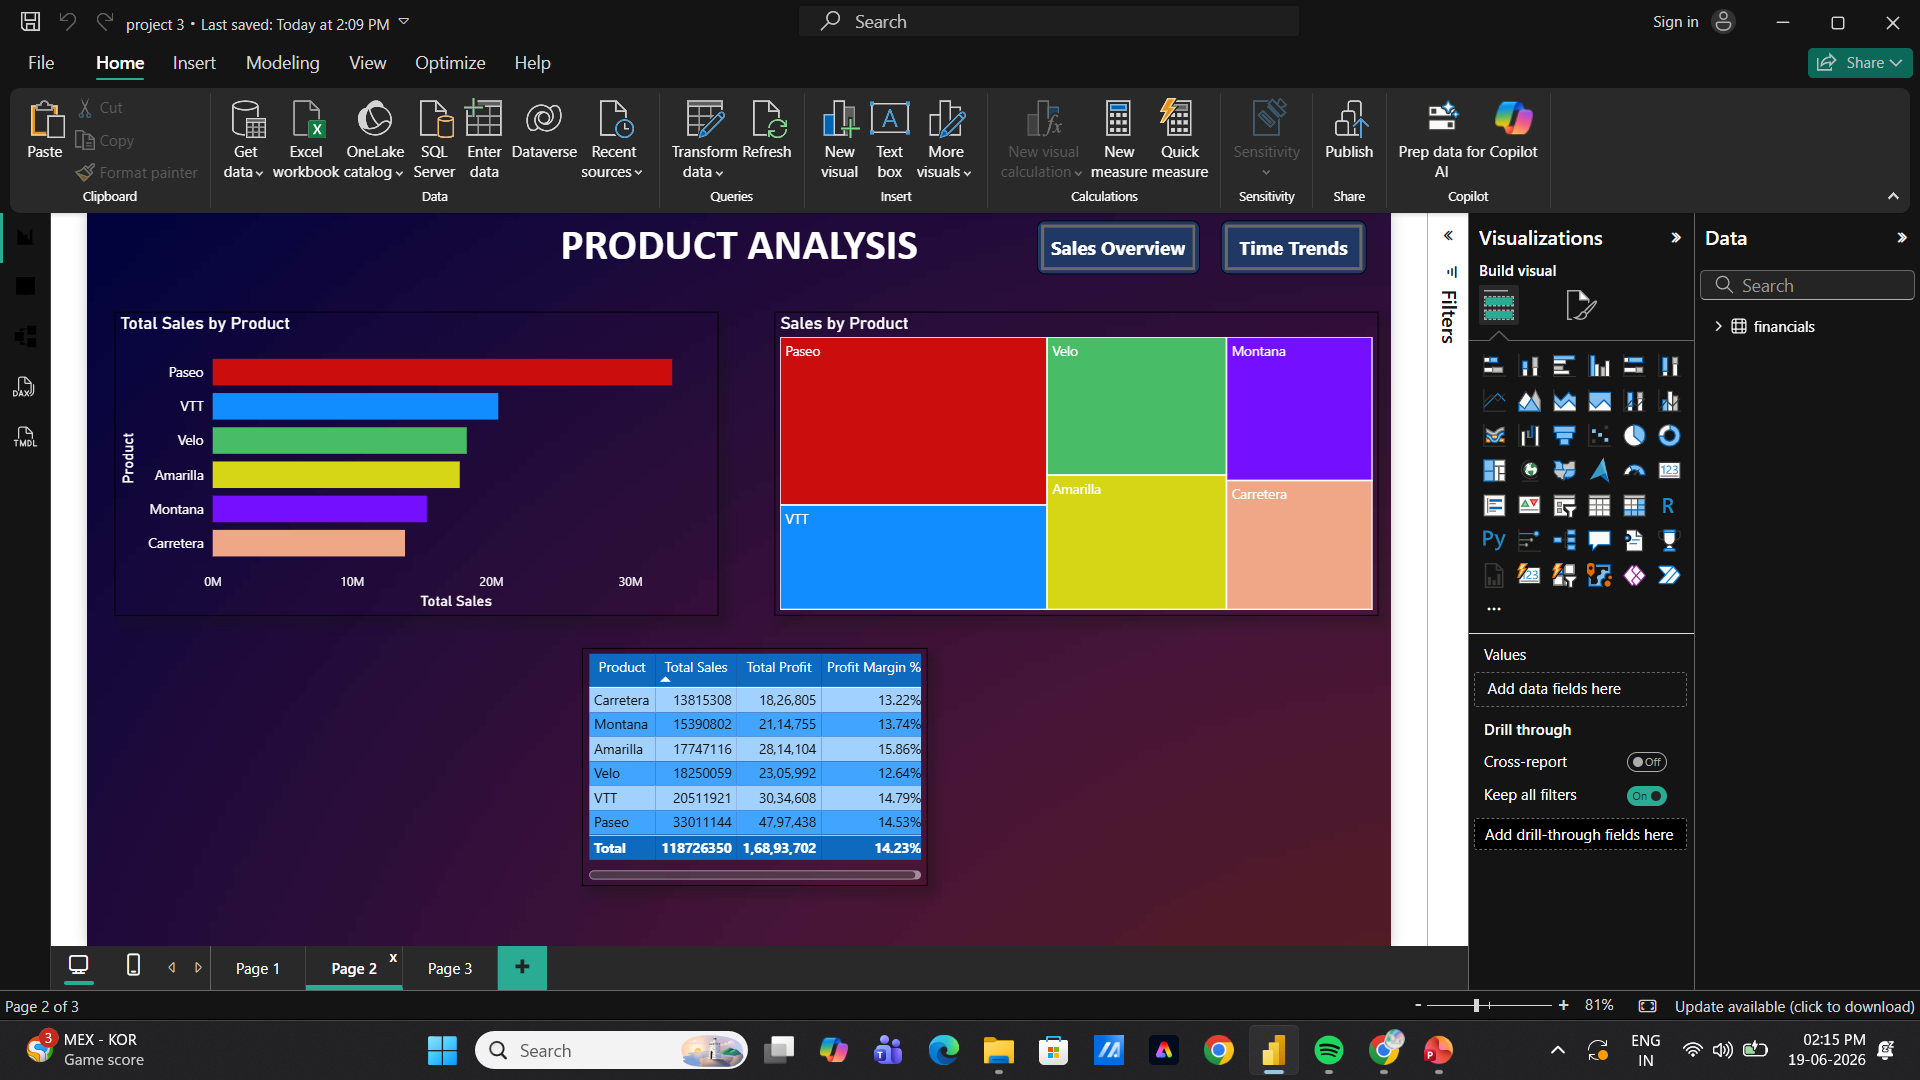 project 3 • Last saved: Today at 2:09 PM
Search
Sign in
File Home Insert Modeling View Optimize Help
Share
Paste
Cut
Copy
Format painter
Clipboard
Get data
Excel workbook
OneLake catalog
SQL Server
Enter data
Dataverse
Recent sources
Data
Transform data
Refresh
Queries
New visual
Text box
More visuals
Insert
New visual calculation
New measure
Quick measure
Calculations
Sensitivity
Sensitivity
Publish
Share
Prep data for AI
Copilot
Copilot
DAX
TMDL
PRODUCT ANALYSIS
Sales Overview
Time Trends
Total Sales by Product
Product
Paseo
VTT
Velo
Amarilla
Montana
Carretera
0M 10M 20M 30M
Total Sales
Sales by Product
Paseo
Velo
Montana
VTT
Amarilla
Carretera
Product Total Sales Total Profit Profit Margin %
Carretera 13815308 18,26,805 13.22%
Montana 15390802 21,14,755 13.74%
Amarilla 17747116 28,14,104 15.86%
Velo 18250059 23,05,992 12.64%
VTT 20511921 30,34,608 14.79%
Paseo 33011144 47,97,438 14.53%
Total 118726350 1,68,93,702 14.23%
Filters
Visualizations
Build visual
123
R
Py
123
Values
Add data fields here
Drill through
Cross-report
Off
Keep all filters
On
Add drill-through fields here
Data
Search
financials
Page 1
Page 2 x
Page 3
+
Page 2 of 3
- + 81%
Update available (click to download)
3
MEX - KOR
Game score
Search
ENG
IN
02:15 PM
19-06-2026